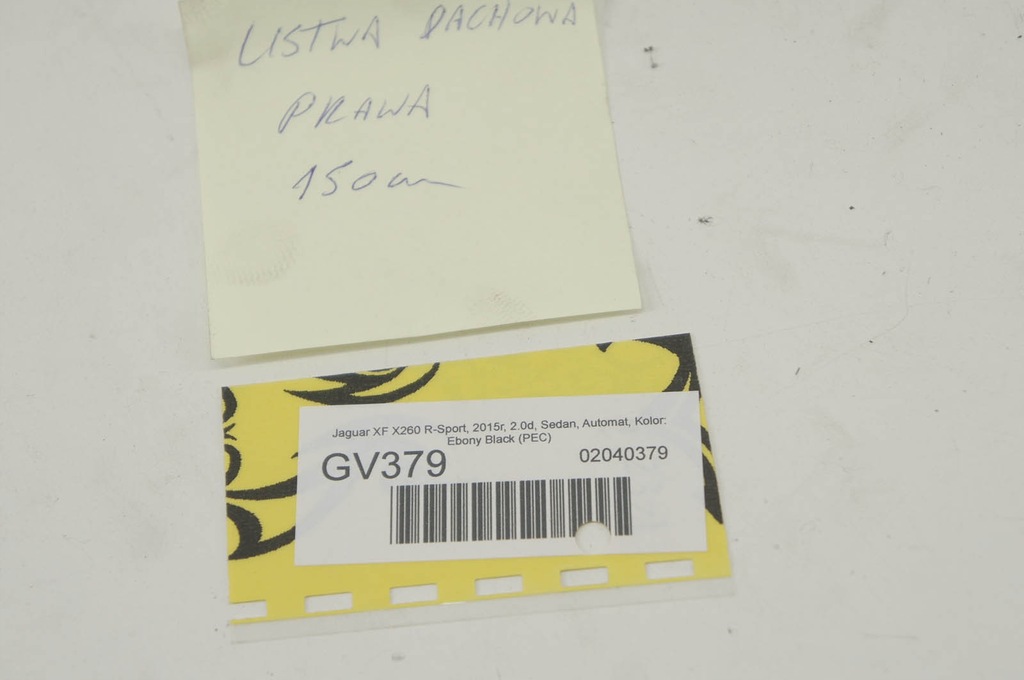 LISTWA DACHOWA
PRAWA
150cm
Jaguar XF X260 R-Sport, 2015r, 2.0d, Sedan, Automat, Kolor:
Ebony Black (PEC)
GV379 02040379